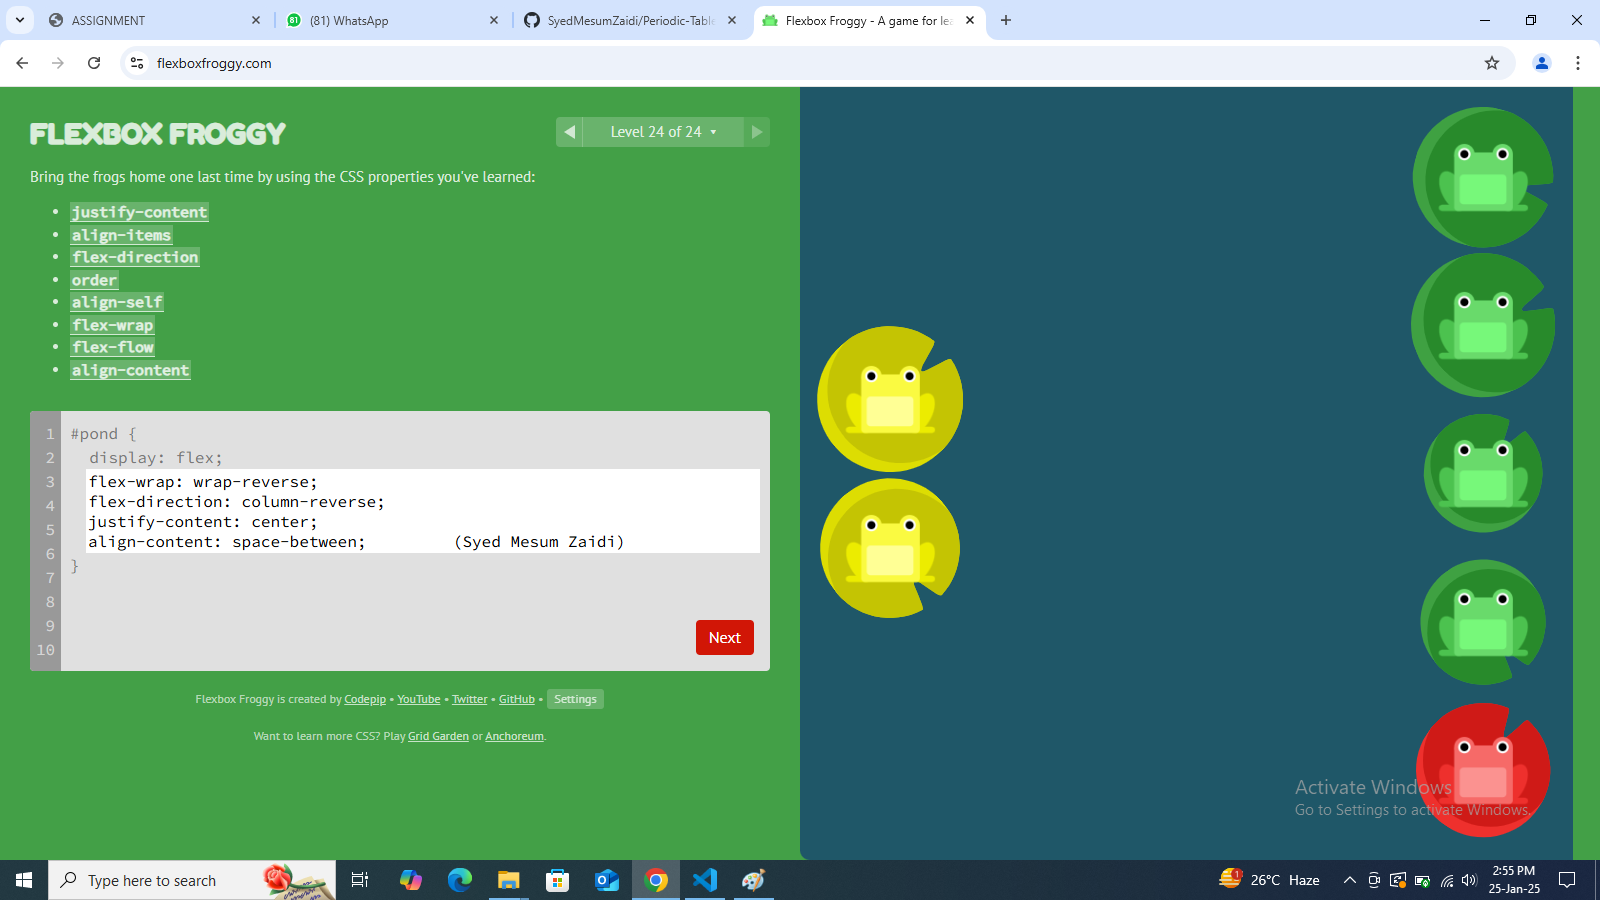 ASSIGNMENT
81
(81) WhatsApp
SyedMesumZaidi/Periodic-Table
Flexbox Froggy - A game for lea
flexboxfroggy.com
FLEXBOX FROGGY
Level 24 of 24
Bring the frogs home one last time by using the CSS properties you've learned:
• justify-content
• align-items
• flex-direction
• order
• align-self
• flex-wrap
• flex-flow
• align-content
1 #pond {
2 display: flex;
3 flex-wrap: wrap-reverse;
4 flex-direction: column-reverse;
5 justify-content: center;
6 align-content: space-between; (Syed Mesum Zaidi)
7 }
8
9
10
Next
Flexbox Froggy is created by Codepip • YouTube • Twitter • GitHub • Settings
Want to learn more CSS? Play Grid Garden or Anchoreum.
Activate Windows
Go to Settings to activate Windows.
Type here to search
1
26°C Haze
2:55 PM
25-Jan-25